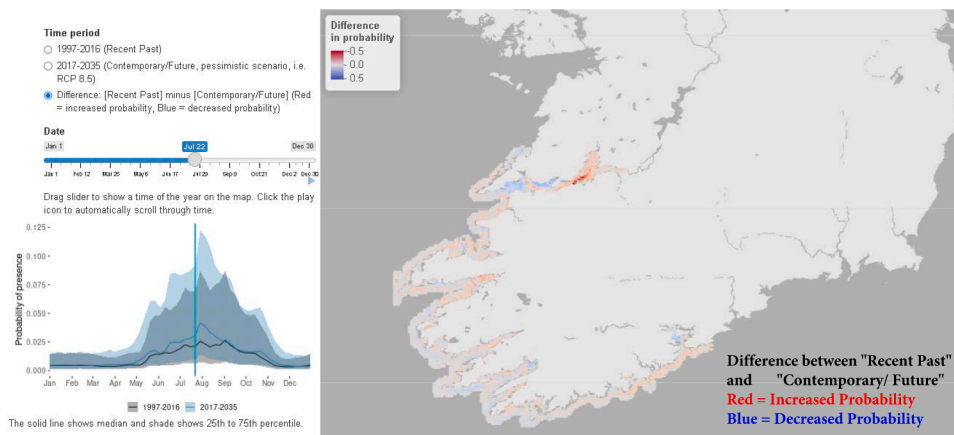 Time period
1997-2016 (Recent Past)
2017-2035 (Contemporary/Future, pessimistic scenario, i.e.
RCP 8.5)
Difference: [Recent Past] minus [Contemporary/Future] (Red
= increased probability, Blue = decreased probability)
Date
Jan 1
Jul 22
Dec 30
Jan 1 Feb 12 Mar 26 May 6 Jun 17 Jul 29 Sep 9 Oct 21 Dec 2 Dec 30
Drag slider to show a time of the year on the map. Click the play
icon to automatically scroll through time.
Probability of presence
0.125
0.100
0.075
0.050
0.025
0.000
Jan Feb Mar Apr May Jun Jul Aug Sep Oct Nov Dec
1997-2016 2017-2035
The solid line shows median and shade shows 25th to 75th percentile.
Difference
in probability
-0.5
0.0
0.5
Difference between "Recent Past"
and "Contemporary/ Future"
Red = Increased Probability
Blue = Decreased Probability